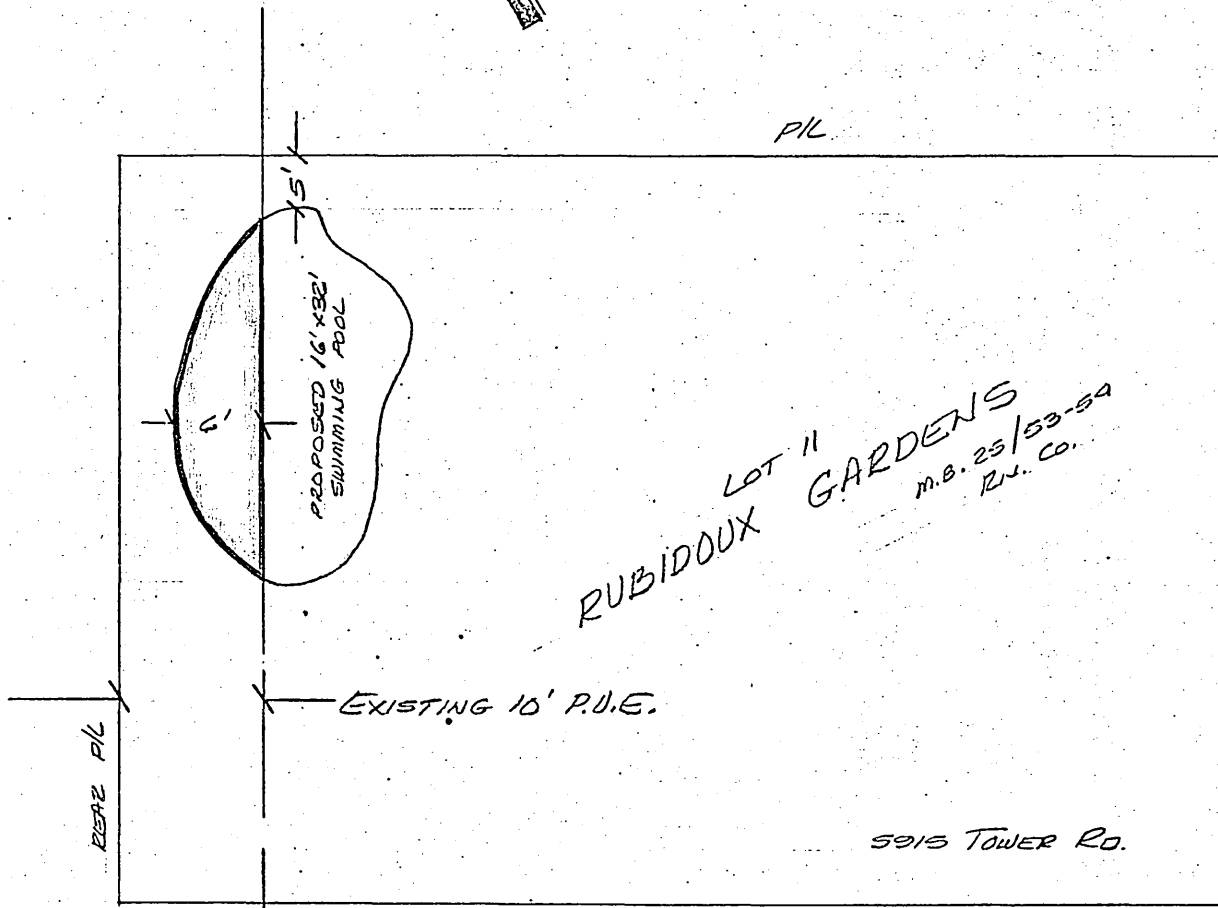 P/L
5'
PROPOSED 16' X 32'
SWIMMING POOL
6'
LOT 11
RUBIDOUX GARDENS
M.B. 25/53-54
RIV. CO.
EXISTING 10' P.U.E.
REAR P/L
5915 TOWER RD.